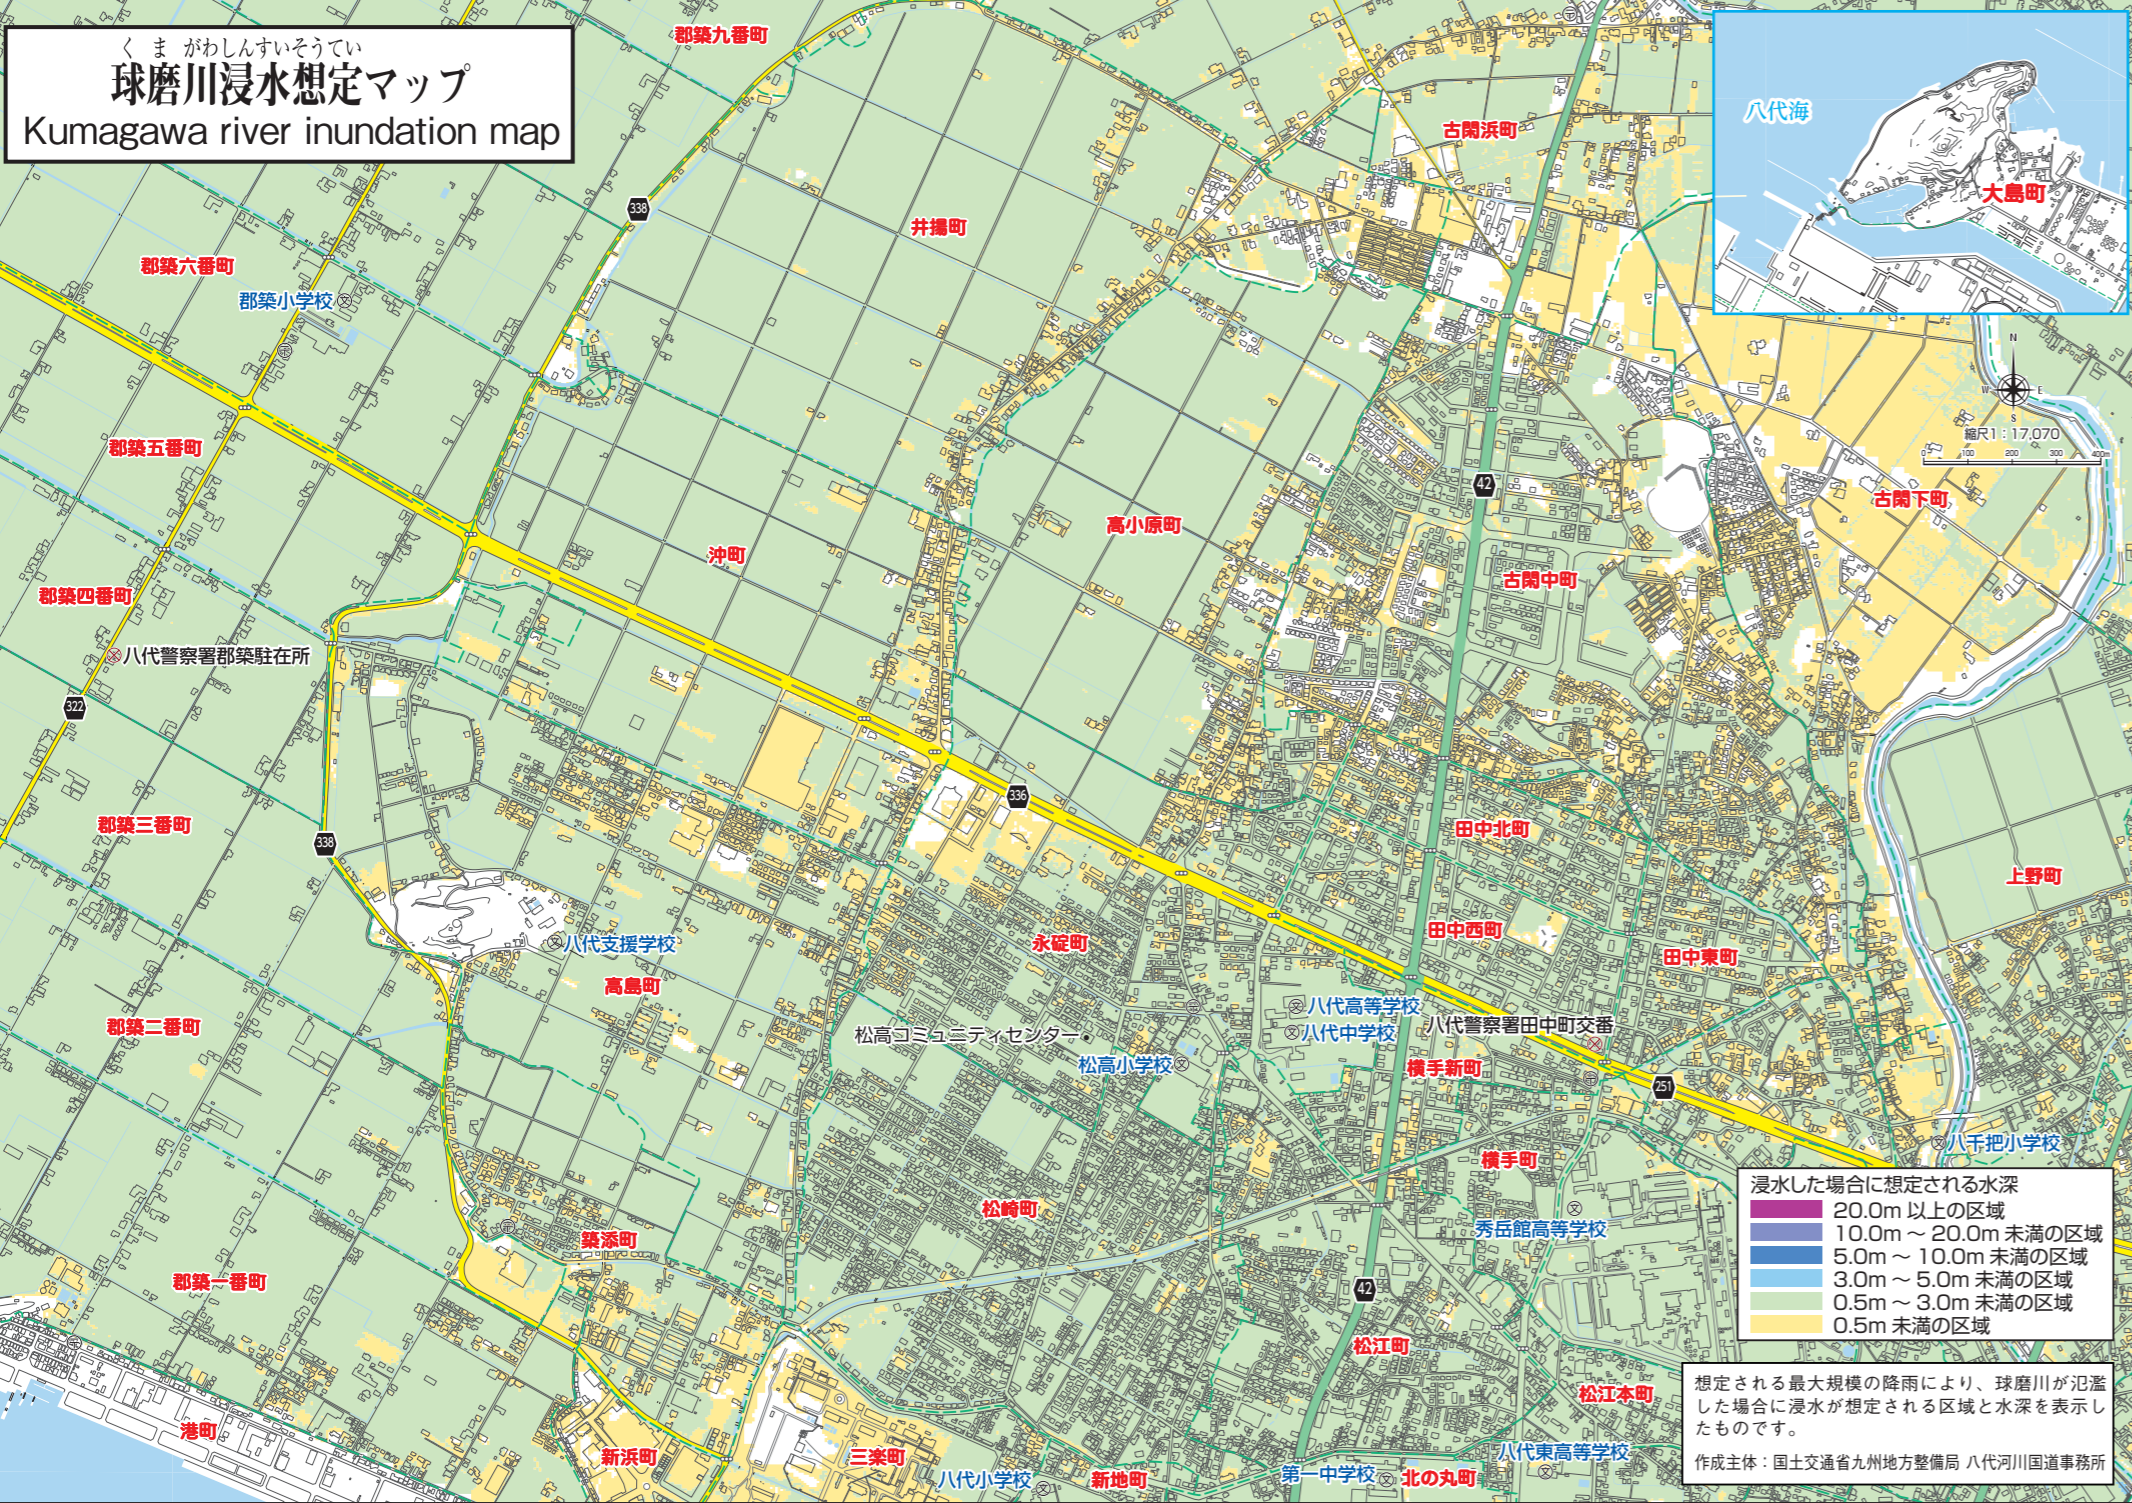 くまがわしんすいそうてい
球磨川浸水想定マップ
Kumagawa river inundation map
郡築九番町
古閑浜町
八代海
大島町
338
井揚町
郡築六番町
郡築小学校
N
W
E
S
縮尺1：17,070
0 100 200 300 400m
郡築五番町
42
古閑下町
高小原町
沖町
古閑中町
郡築四番町
八代警察署郡築駐在所
322
336
郡築三番町
338
田中北町
上野町
永碇町
田中西町
八代支援学校
田中東町
高島町
八代高等学校
郡築二番町
八代警察署田中町交番
松高コミュニティセンター
八代中学校
松高小学校
横手新町
251
八千把小学校
横手町
松崎町
秀岳館高等学校
築添町
郡築一番町
42
松江町
松江本町
港町
新浜町
三楽町
八代小学校
新地町
第一中学校
北の丸町
八代東高等学校
浸水した場合に想定される水深
20.0m 以上の区域
10.0m ～ 20.0m 未満の区域
5.0m ～ 10.0m 未満の区域
3.0m ～ 5.0m 未満の区域
0.5m ～ 3.0m 未満の区域
0.5m 未満の区域
想定される最大規模の降雨により、球磨川が氾濫
した場合に浸水が想定される区域と水深を表示し
たものです。
作成主体：国土交通省九州地方整備局 八代河川国道事務所